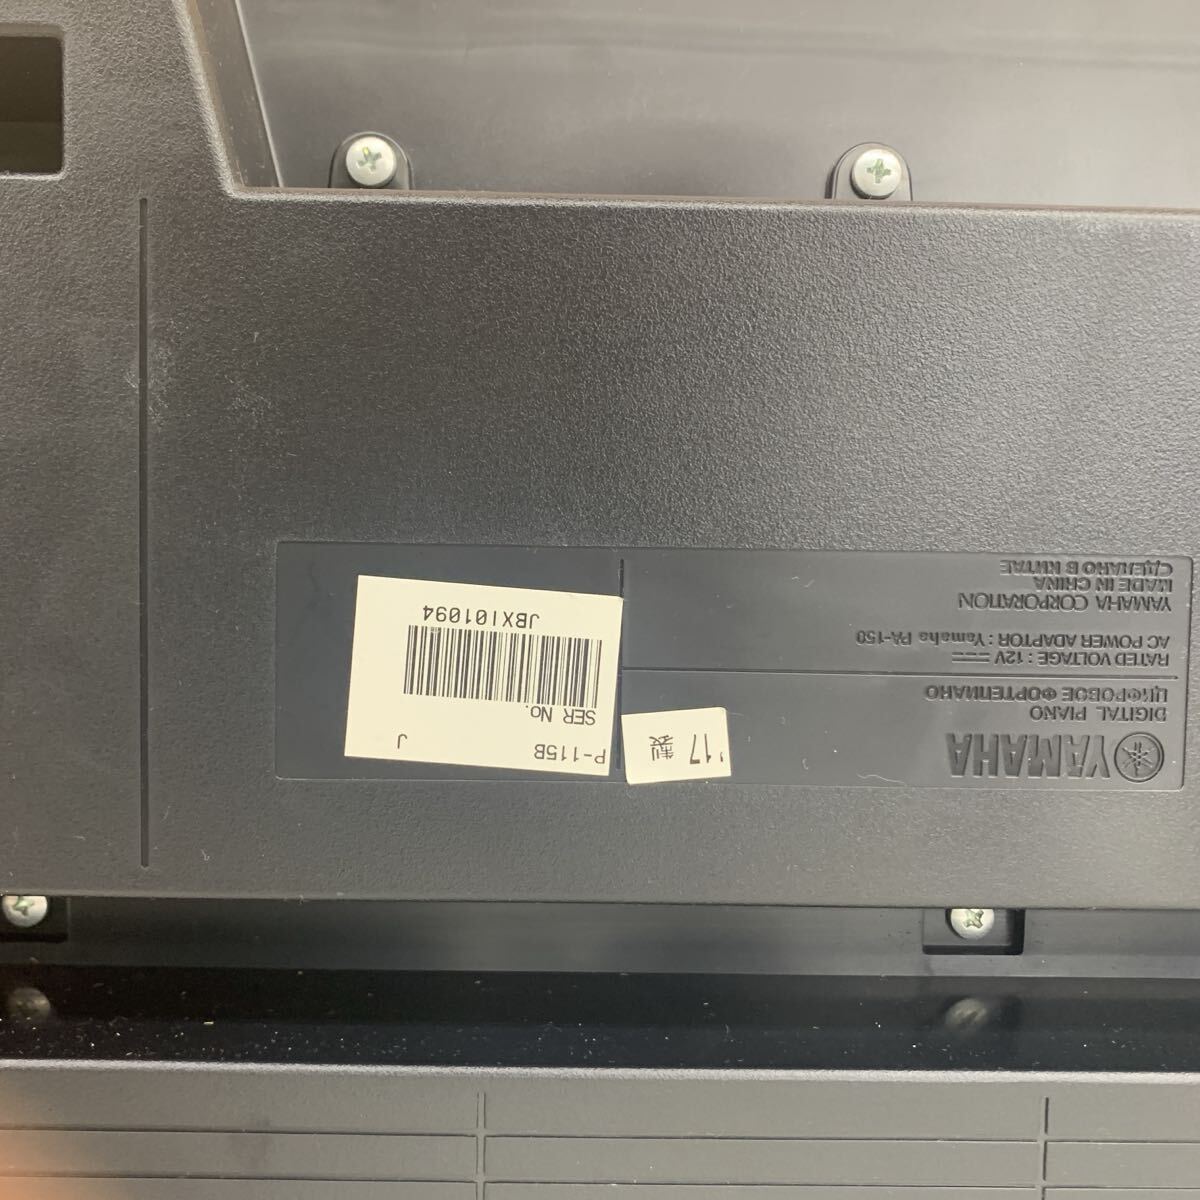 YAMAHA
DIGITAL PIANO
ЦИФРОВОЕ ФОРТЕПИАНО
RATED VOLTAGE : 12V
AC POWER ADAPTOR : Yamaha PA-150
YAMAHA CORPORATION
MADE IN CHINA
СДЕЛАНО В КИТАЕ
'17 製
P-115B J
SER No.
JBXI01094